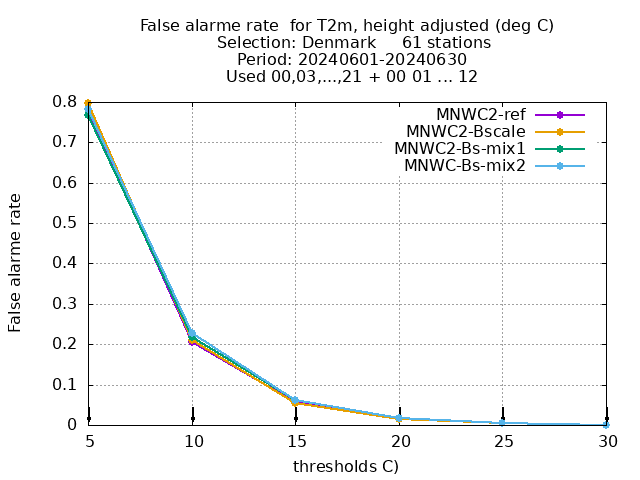 False alarme rate  for T2m, height adjusted (deg C)
Selection: Denmark     61 stations
Period: 20240601-20240630
Used 00,03,...,21 + 00 01 ... 12
MNWC2-ref
MNWC2-Bscale
MNWC2-Bs-mix1
MNWC-Bs-mix2
False alarme rate
0.8
0.7
0.6
0.5
0.4
0.3
0.2
0.1
0
5 10 15 20 25 30
thresholds C)